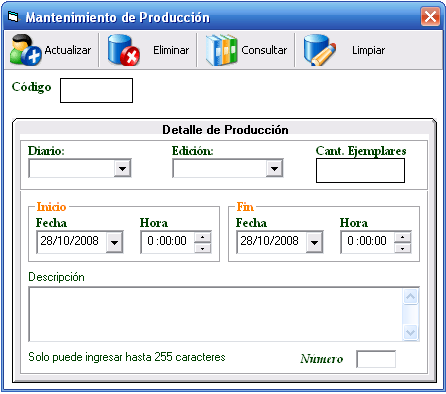 Mantenimiento de Producción
Actualizar Eliminar Consultar Limpiar
Código
Detalle de Producción
Diario: Edición: Cant. Ejemplares
Inicio Fin
Fecha Hora Fecha Hora
28/10/2008 0:00:00 28/10/2008 0:00:00
Descripción
Solo puede ingresar hasta 255 caracteres Número